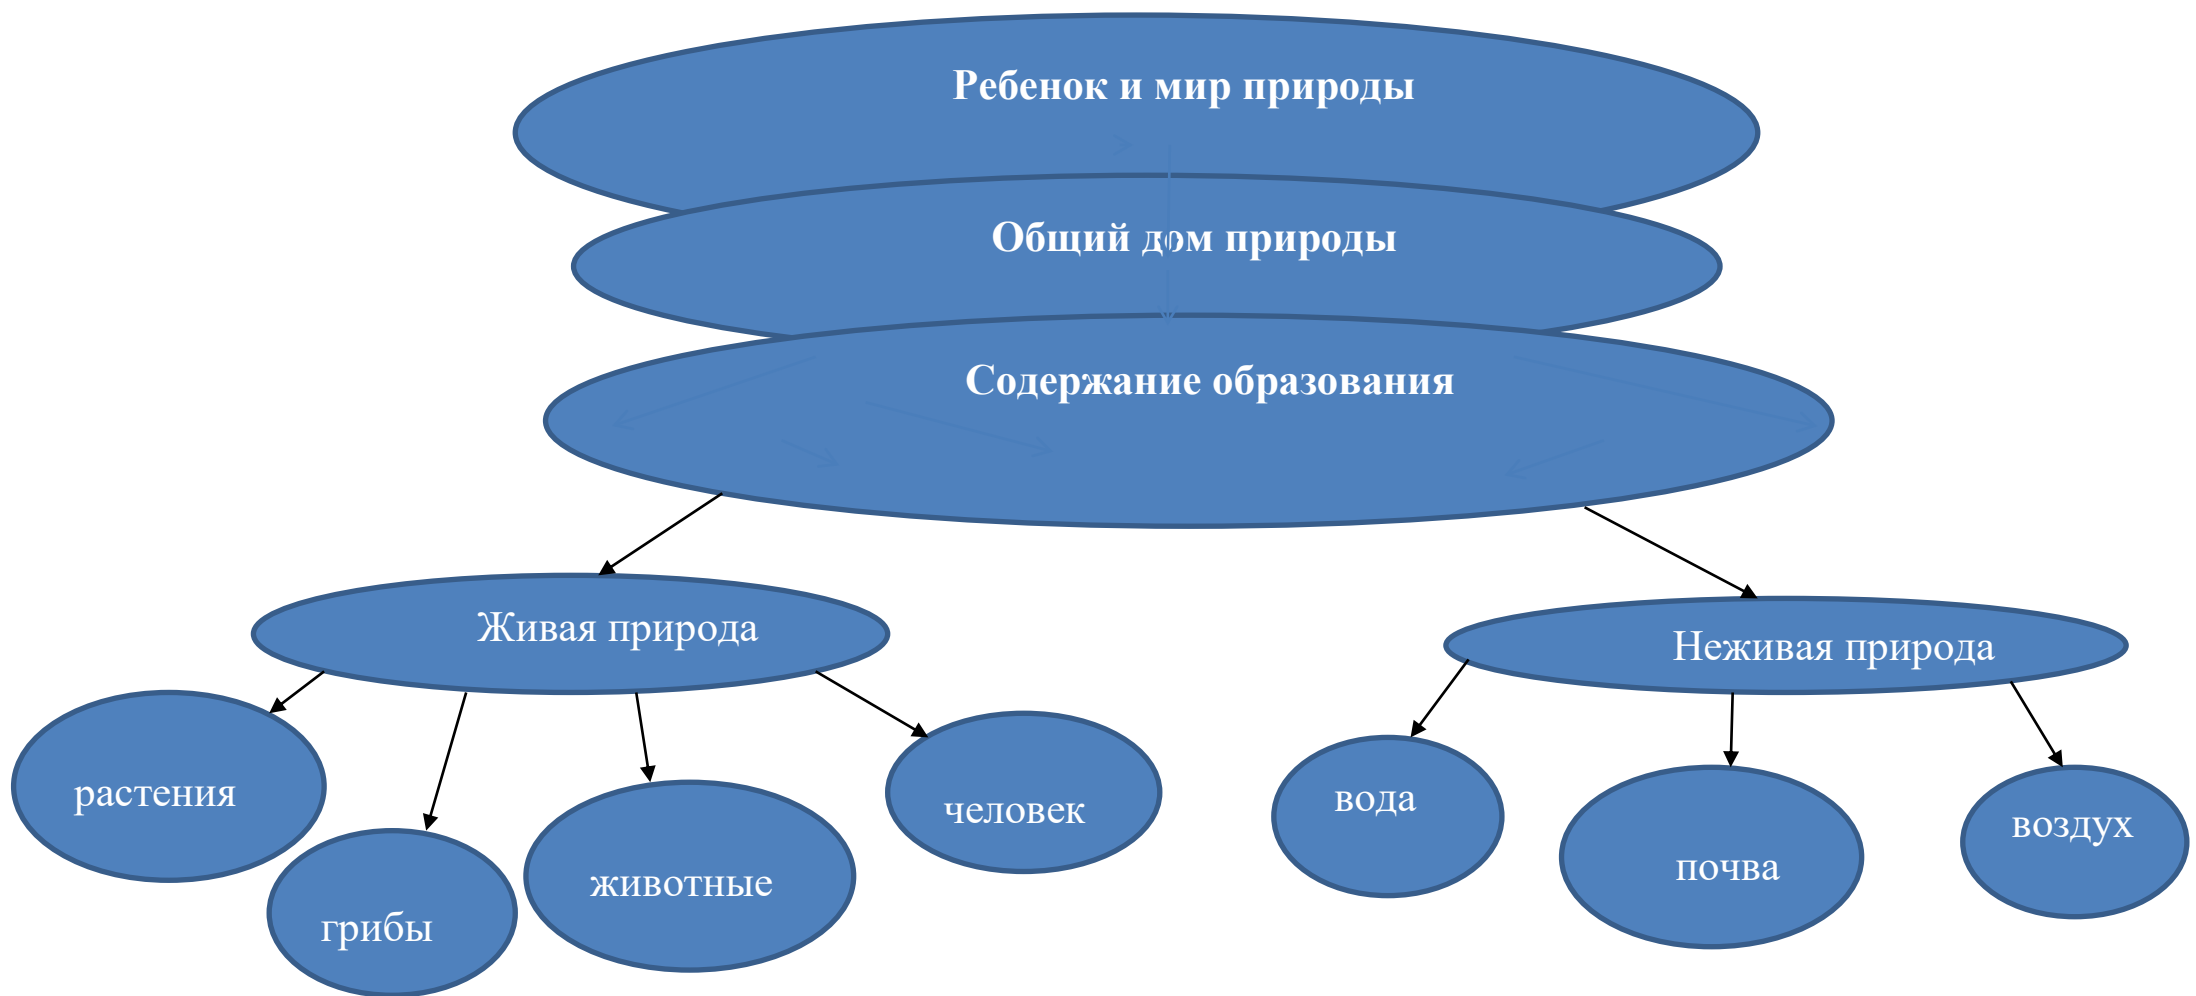 Ребенок и мир природы
Общий дом природы
Содержание образования
Живая природа
Неживая природа
растения
грибы
животные
человек
вода
почва
воздух